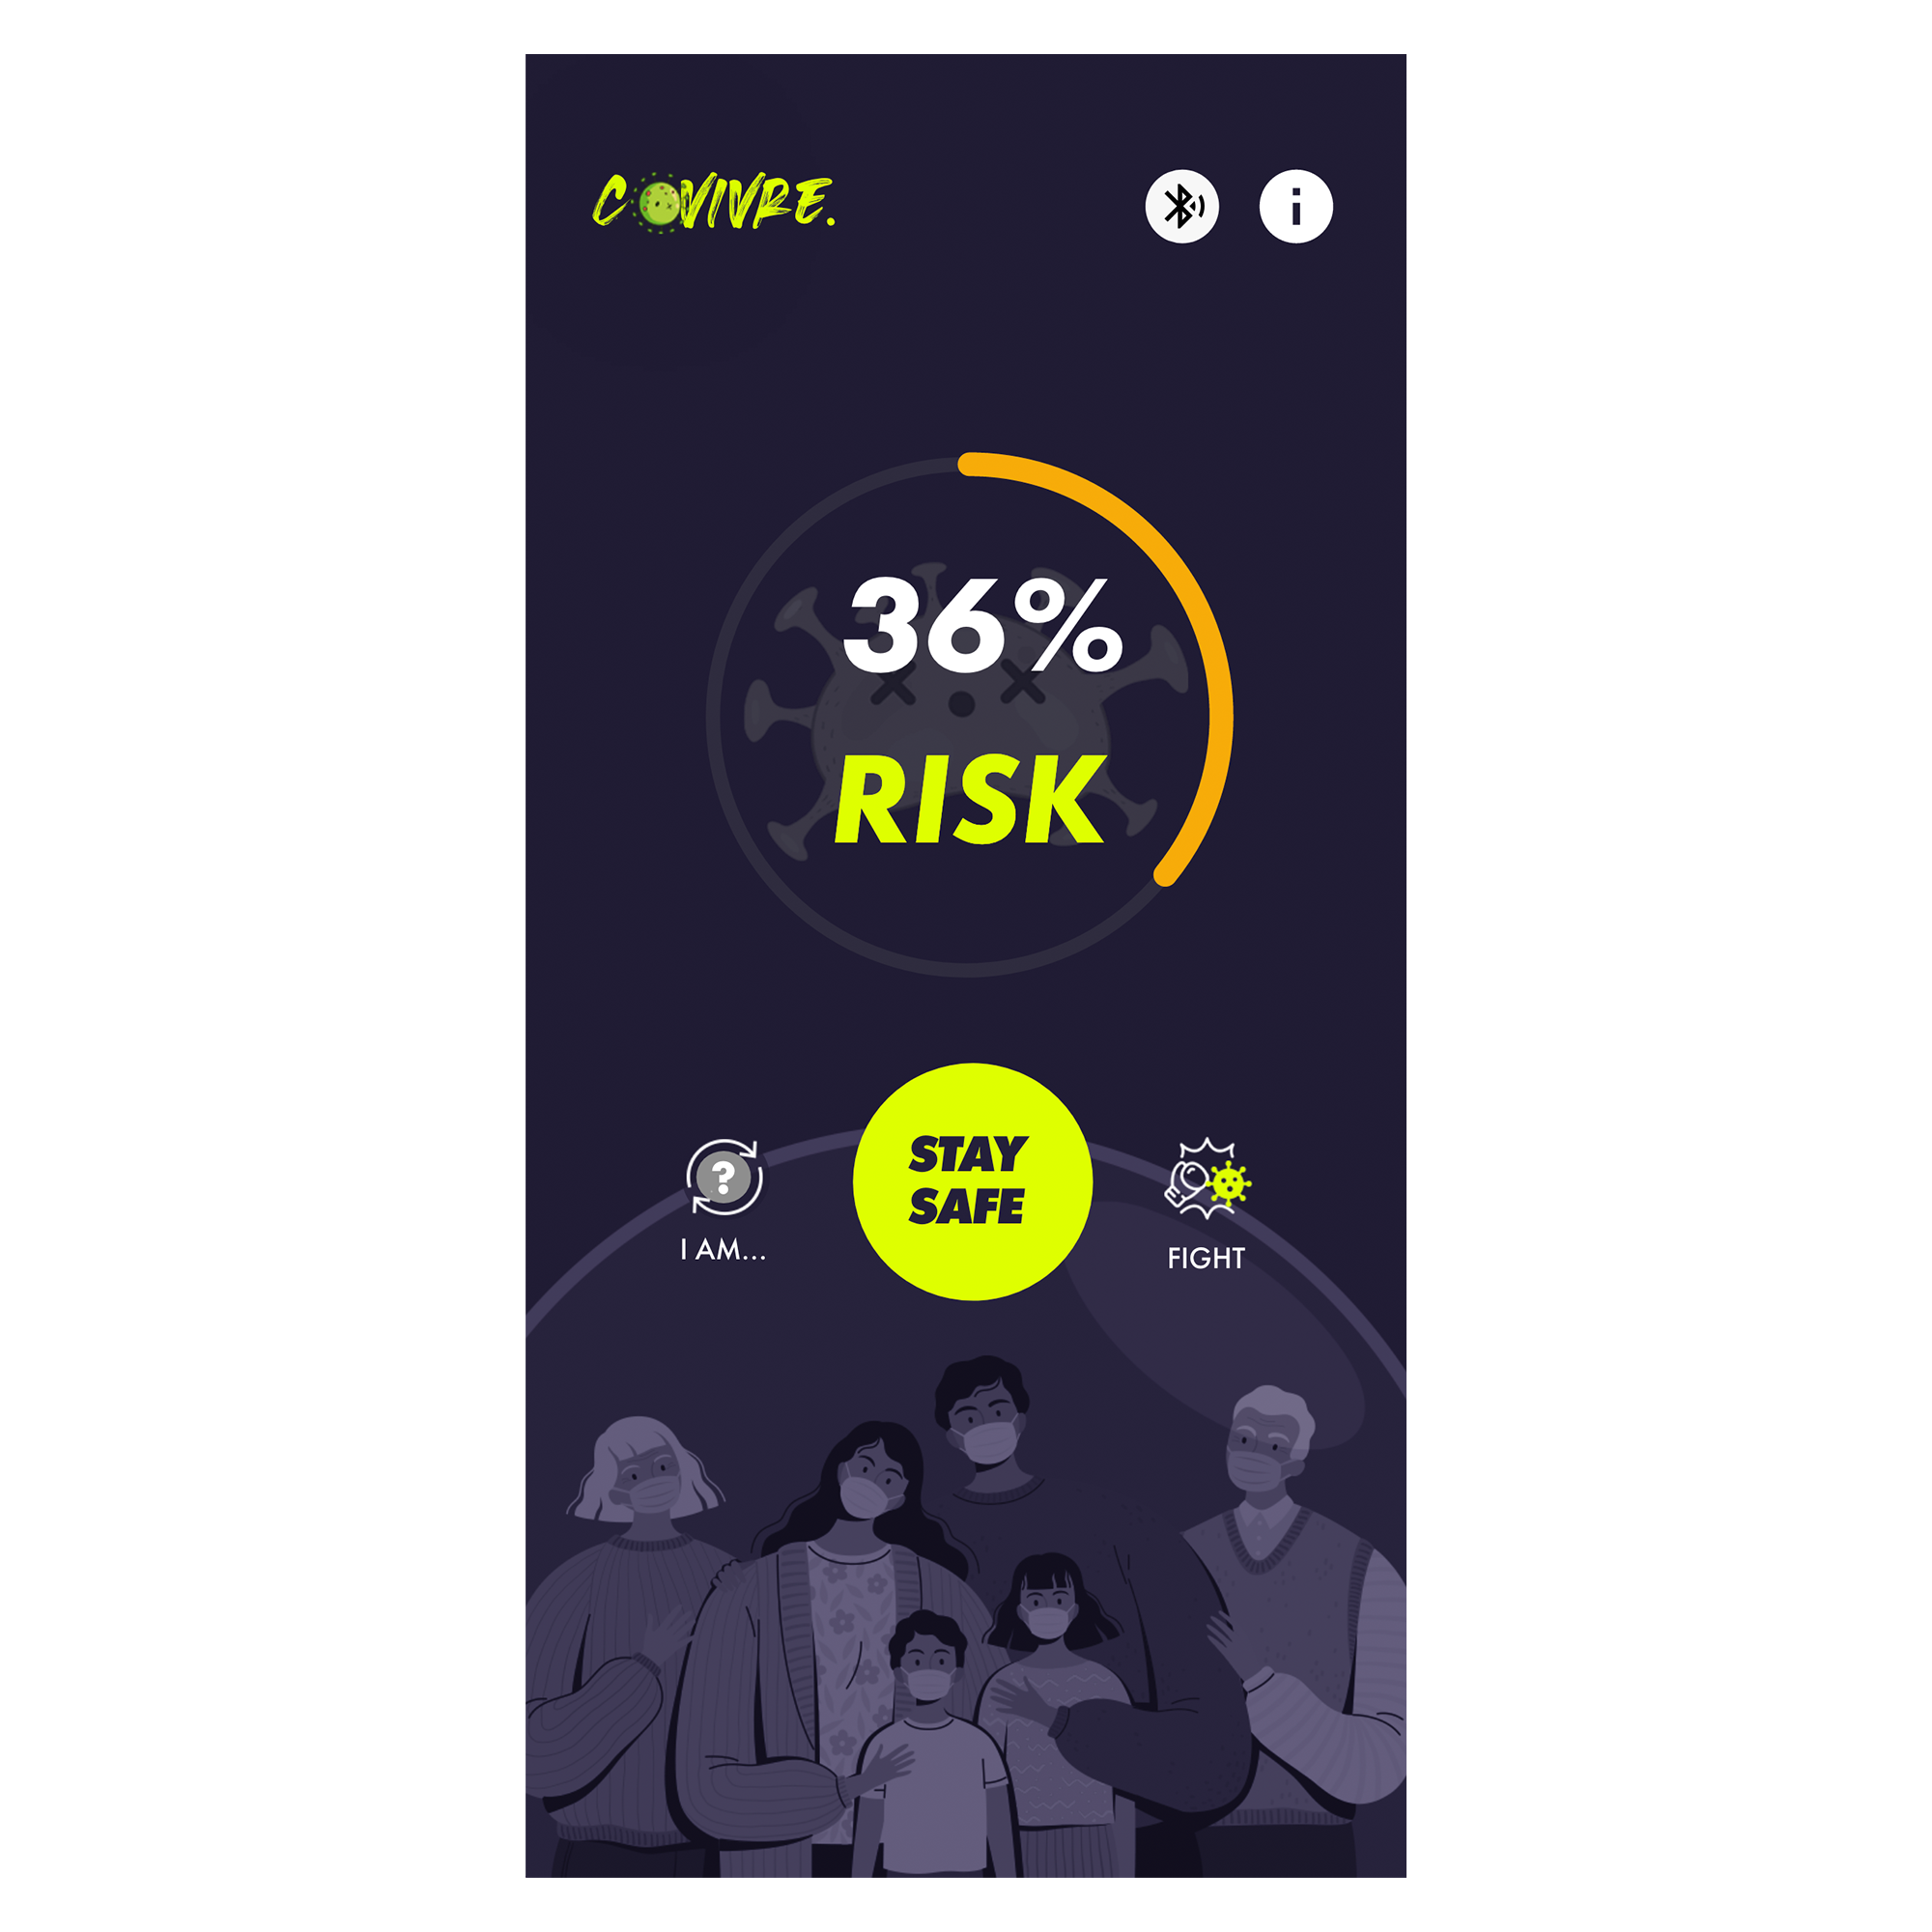 COVIVRE.
i
36%
RISK
STAY
SAFE
?
I AM...
FIGHT